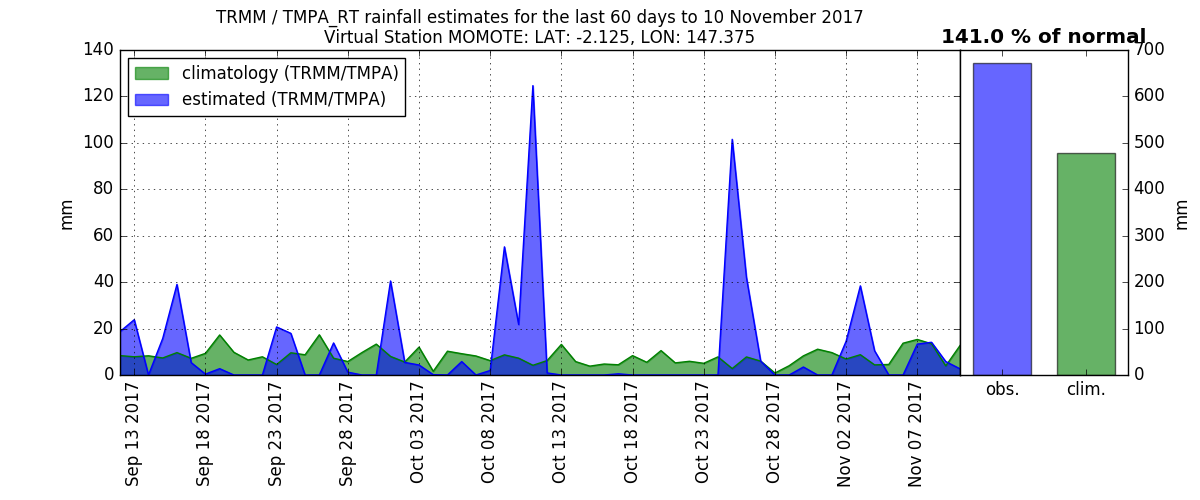 TRMM / TMPA_RT rainfall estimates for the last 60 days to 10 November 2017
Virtual Station MOMOTE: LAT: -2.125, LON: 147.375
141.0 % of normal
climatology (TRMM/TMPA)
estimated (TRMM/TMPA)
mm
140
120
100
80
60
40
20
0
700
600
500
400
300
200
100
0
mm
Sep 13 2017
Sep 18 2017
Sep 23 2017
Sep 28 2017
Oct 03 2017
Oct 08 2017
Oct 13 2017
Oct 18 2017
Oct 23 2017
Oct 28 2017
Nov 02 2017
Nov 07 2017
obs.
clim.